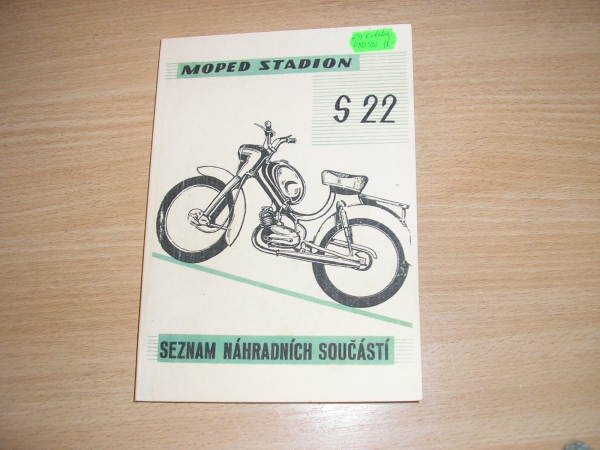 MOPED STADION
S 22
SEZNAM NÁHRADNÍCH SOUČÁSTÍ